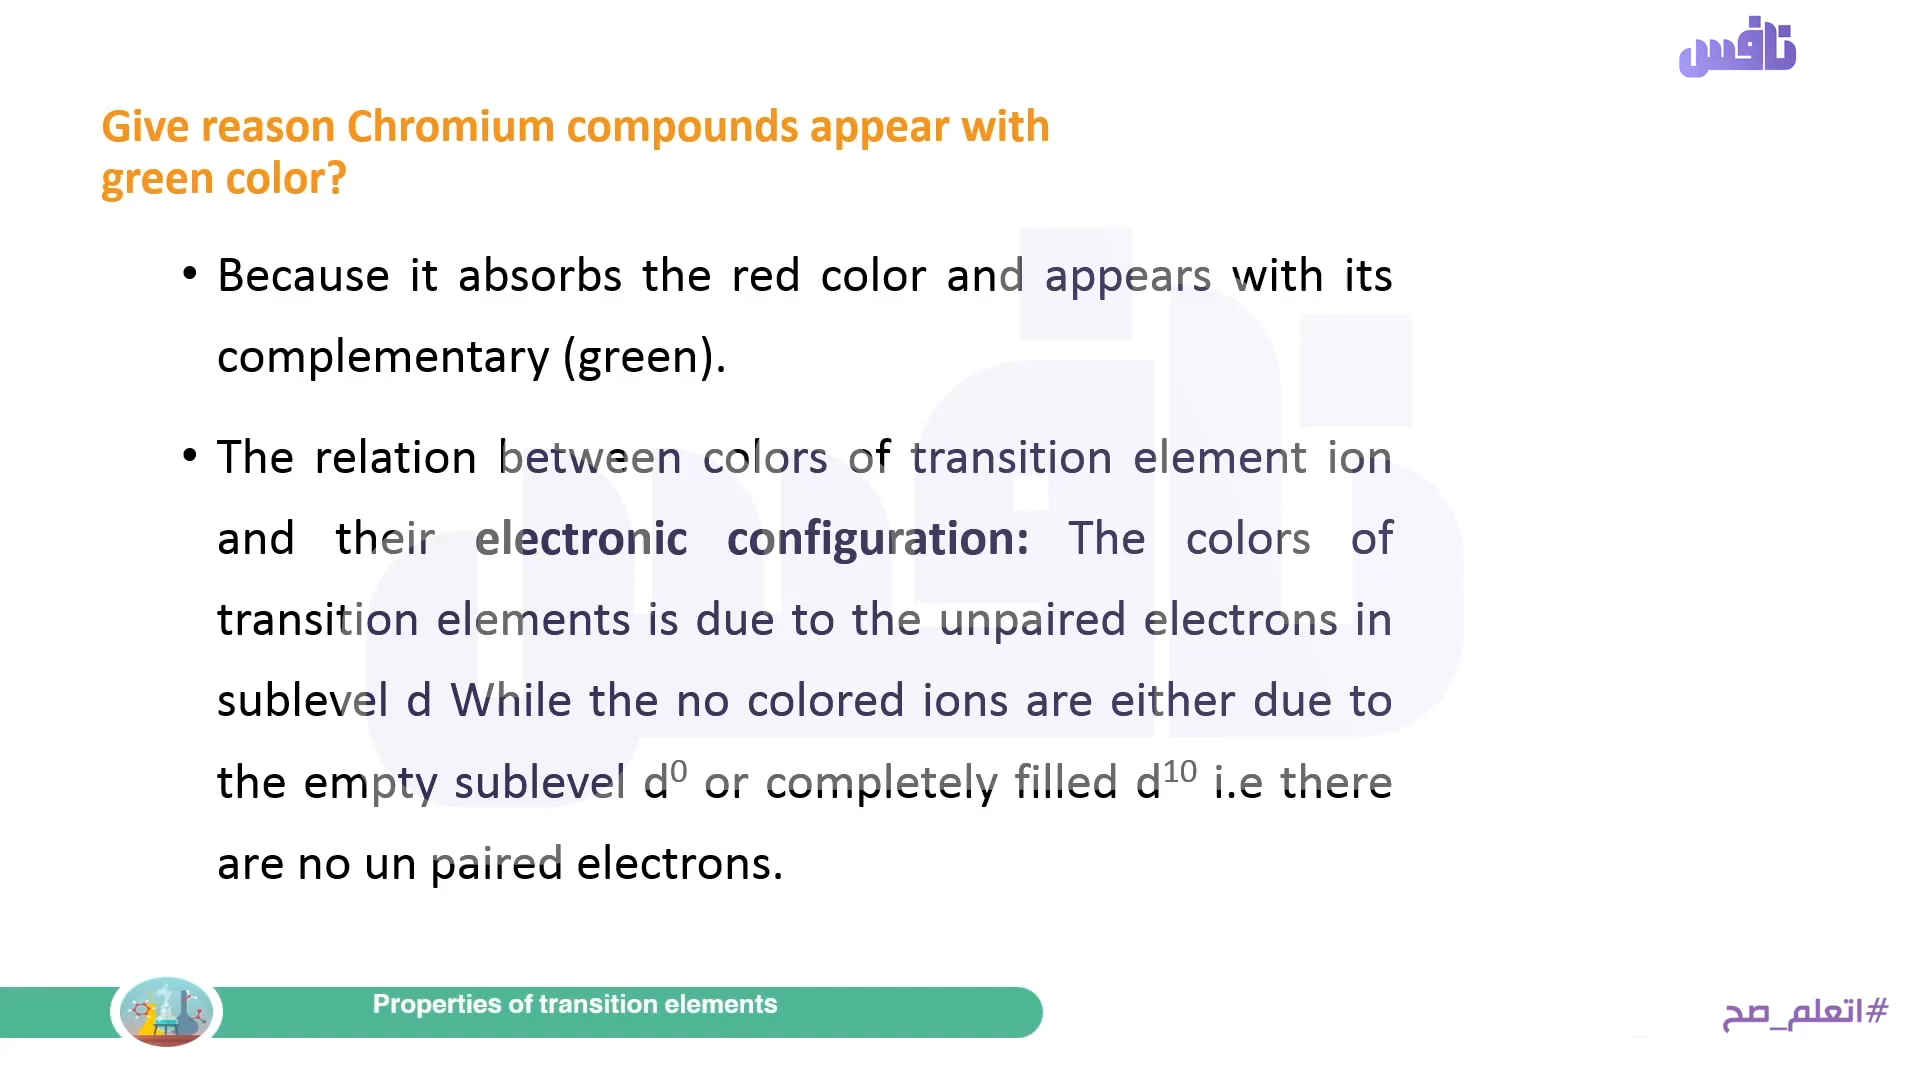 نافس
Give reason Chromium compounds appear with
green color?
• Because it absorbs the red color and appears with its
complementary (green).
• The relation between colors of transition element ion
and their electronic configuration: The colors of
transition elements is due to the unpaired electrons in
sublevel d While the no colored ions are either due to
the empty sublevel d⁰ or completely filled d¹⁰ i.e there
are no un paired electrons.
Properties of transition elements
#اتعلم_صح